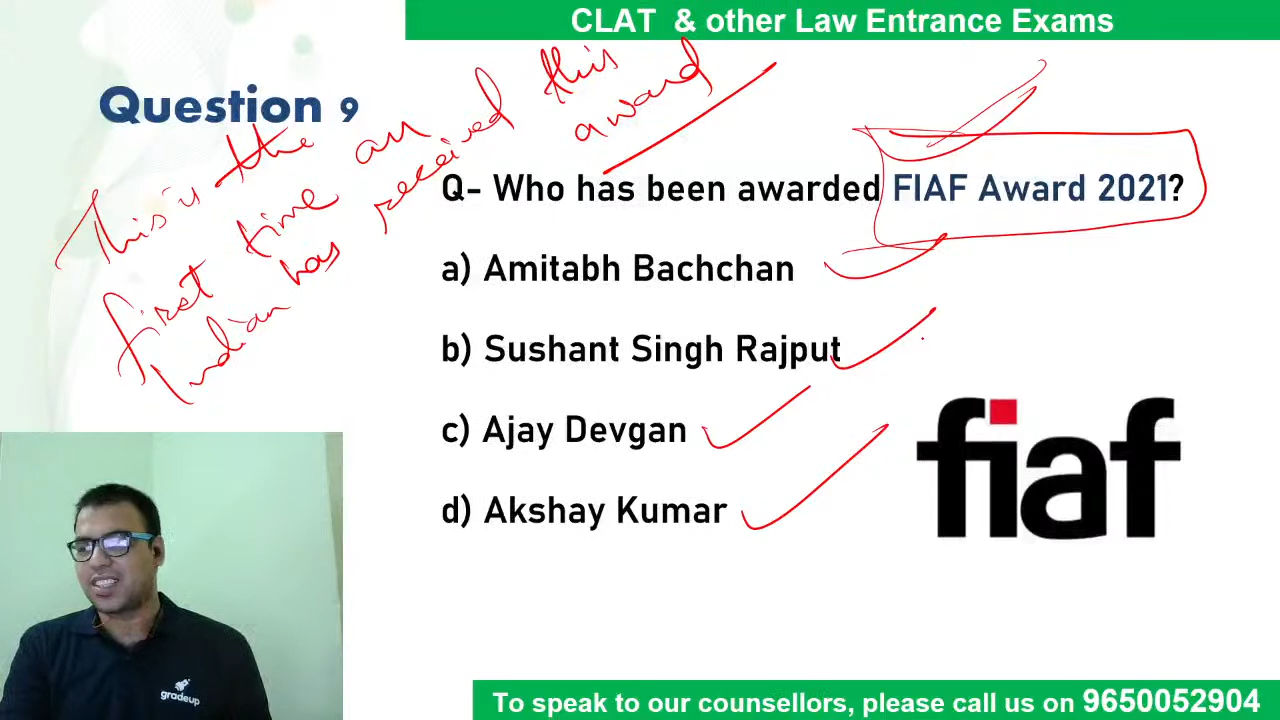 CLAT & other Law Entrance Exams
Question 9
This is the
first time an
Indian has received this
award
Q- Who has been awarded FIAF Award 2021?
a) Amitabh Bachchan
b) Sushant Singh Rajput
c) Ajay Devgan
d) Akshay Kumar
fiaf
gradeup
To speak to our counsellors, please call us on 9650052904